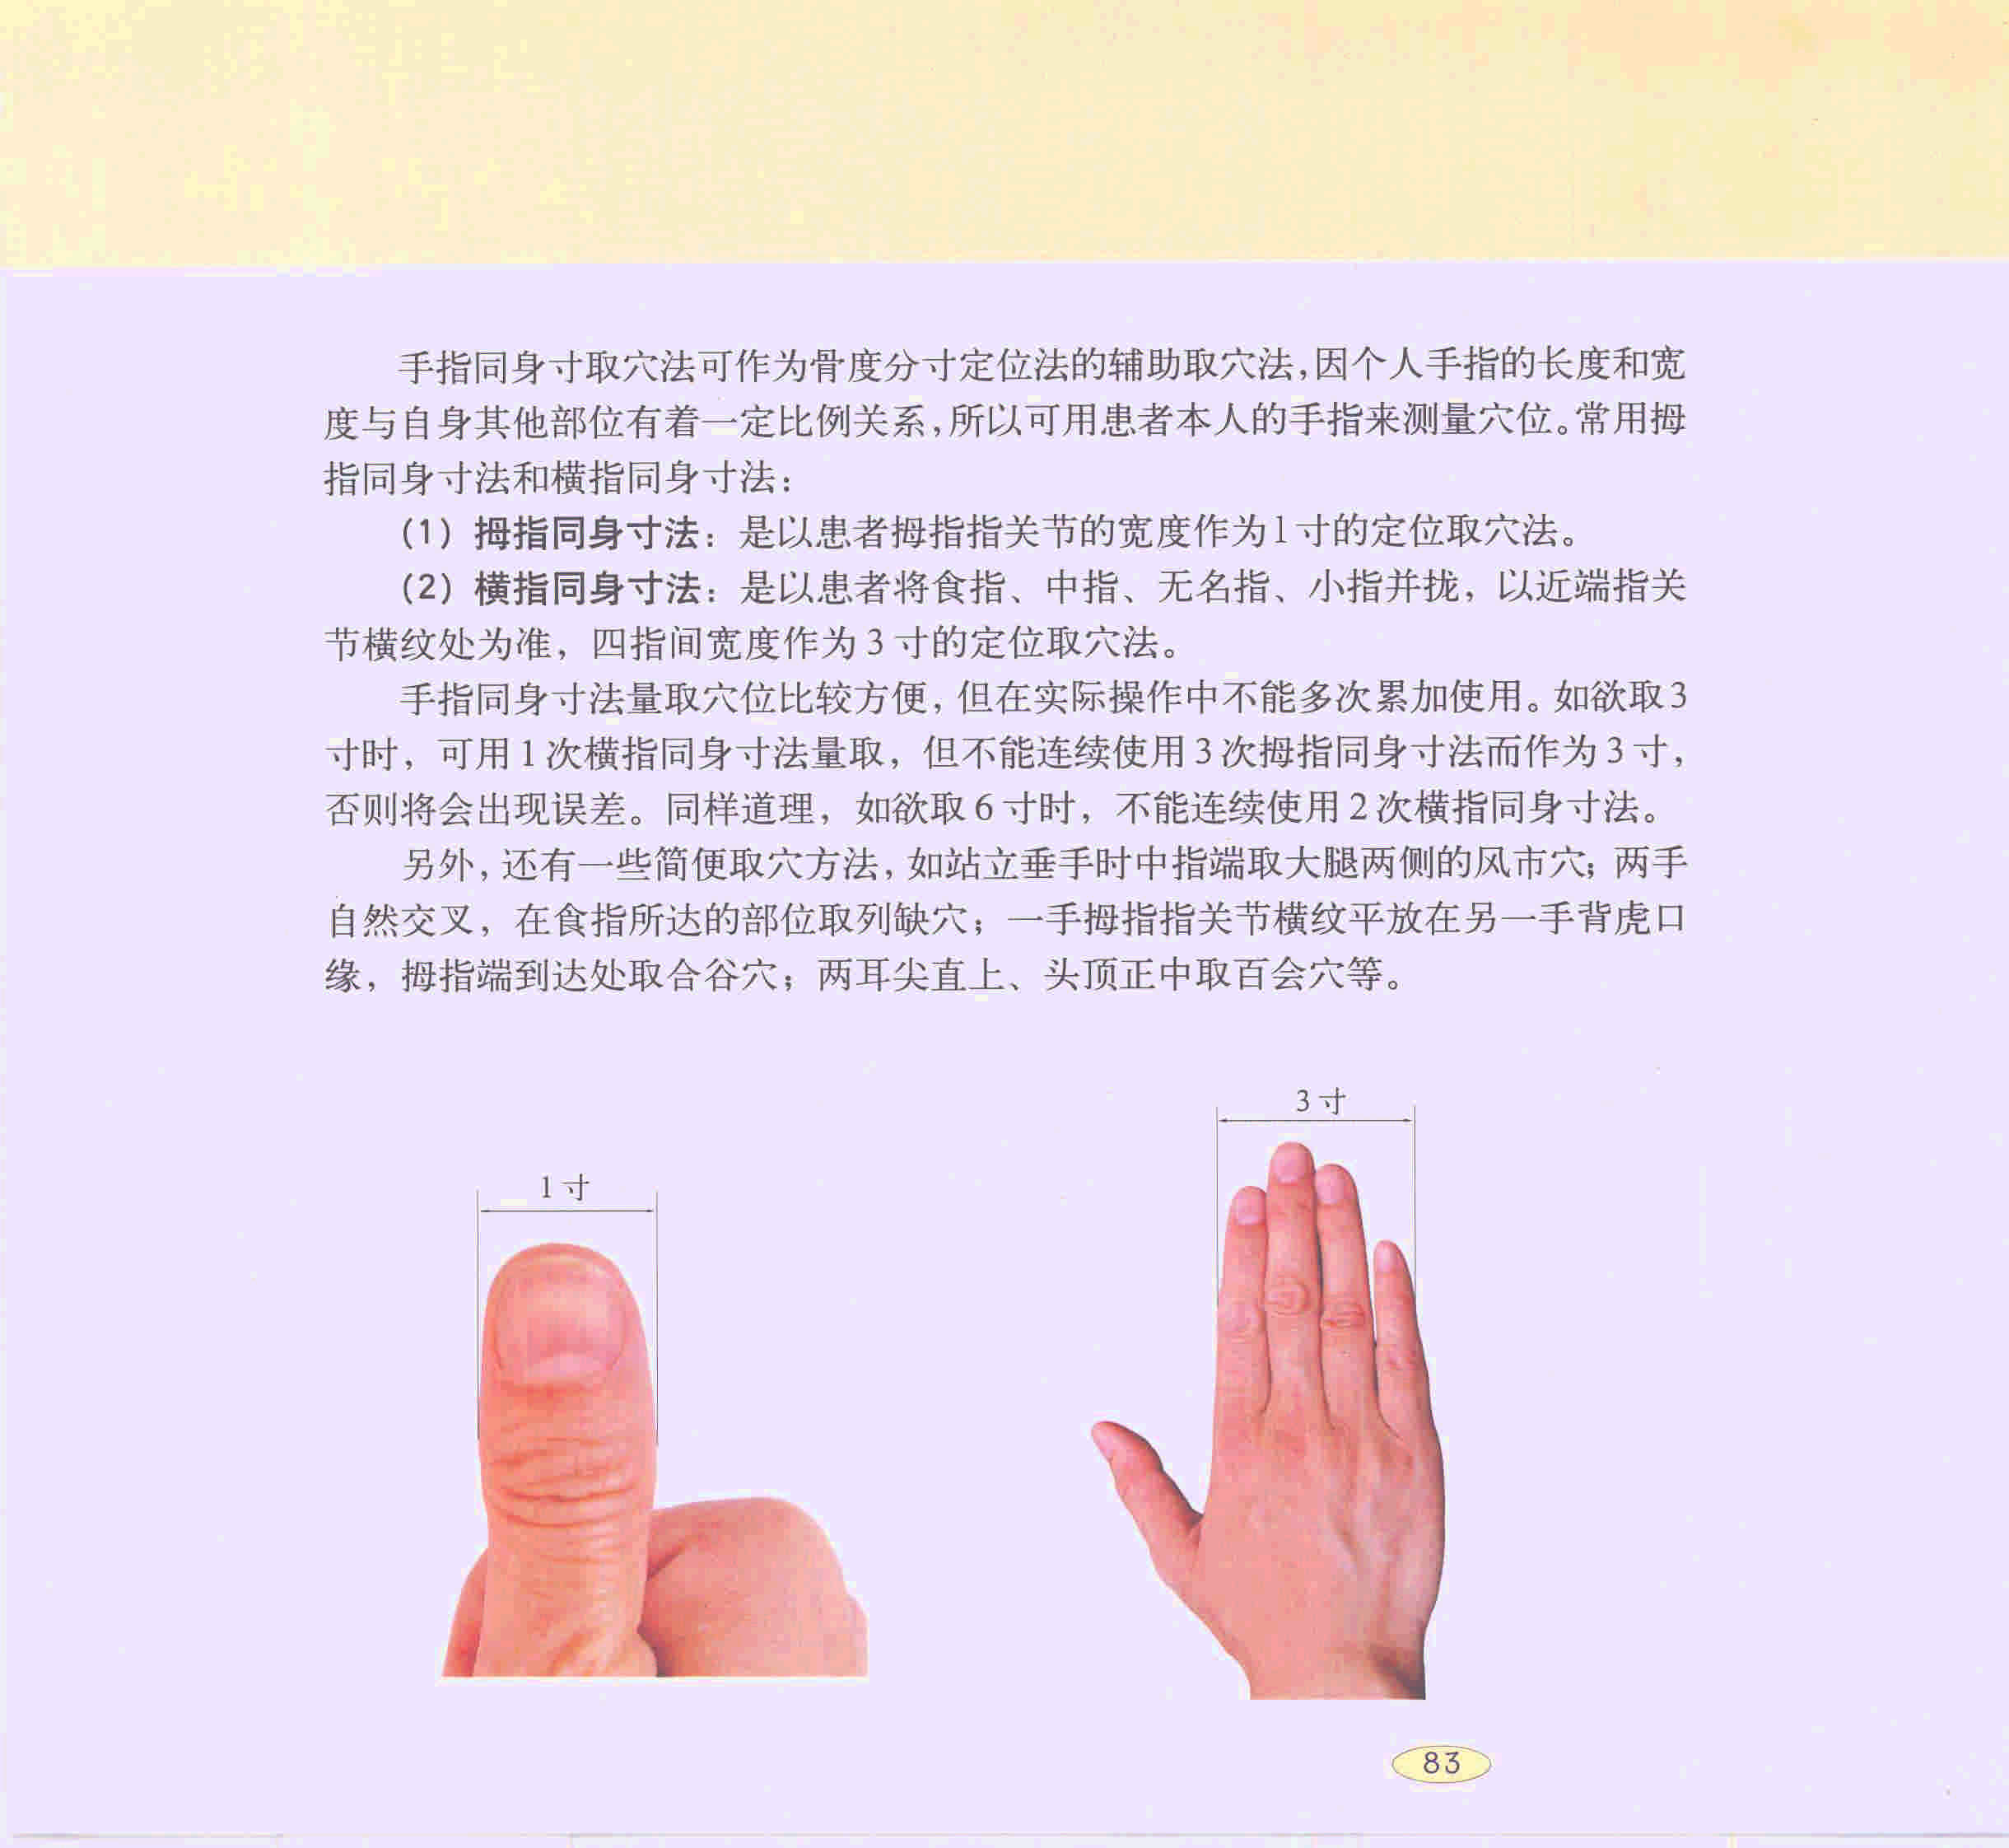 手指同身寸取穴法可作为骨度分寸定位法的辅助取穴法,因个人手指的长度和宽
度与自身其他部位有着一定比例关系,所以可用患者本人的手指来测量穴位。常用拇
指同身寸法和横指同身寸法:
(1) 拇指同身寸法: 是以患者拇指指关节的宽度作为1寸的定位取穴法。
(2) 横指同身寸法: 是以患者将食指、中指、无名指、小指并拢, 以近端指关
节横纹处为准, 四指间宽度作为 3 寸的定位取穴法。
手指同身寸法量取穴位比较方便, 但在实际操作中不能多次累加使用。如欲取3
寸时, 可用1次横指同身寸法量取, 但不能连续使用3次拇指同身寸法而作为 3 寸,
否则将会出现误差。同样道理, 如欲取 6 寸时, 不能连续使用 2 次横指同身寸法。
另外, 还有一些简便取穴方法, 如站立垂手时中指端取大腿两侧的风市穴; 两手
自然交叉, 在食指所达的部位取列缺穴; 一手拇指指关节横纹平放在另一手背虎口
缘, 拇指端到达处取合谷穴; 两耳尖直上、头顶正中取百会穴等。
3 寸
1 寸
83